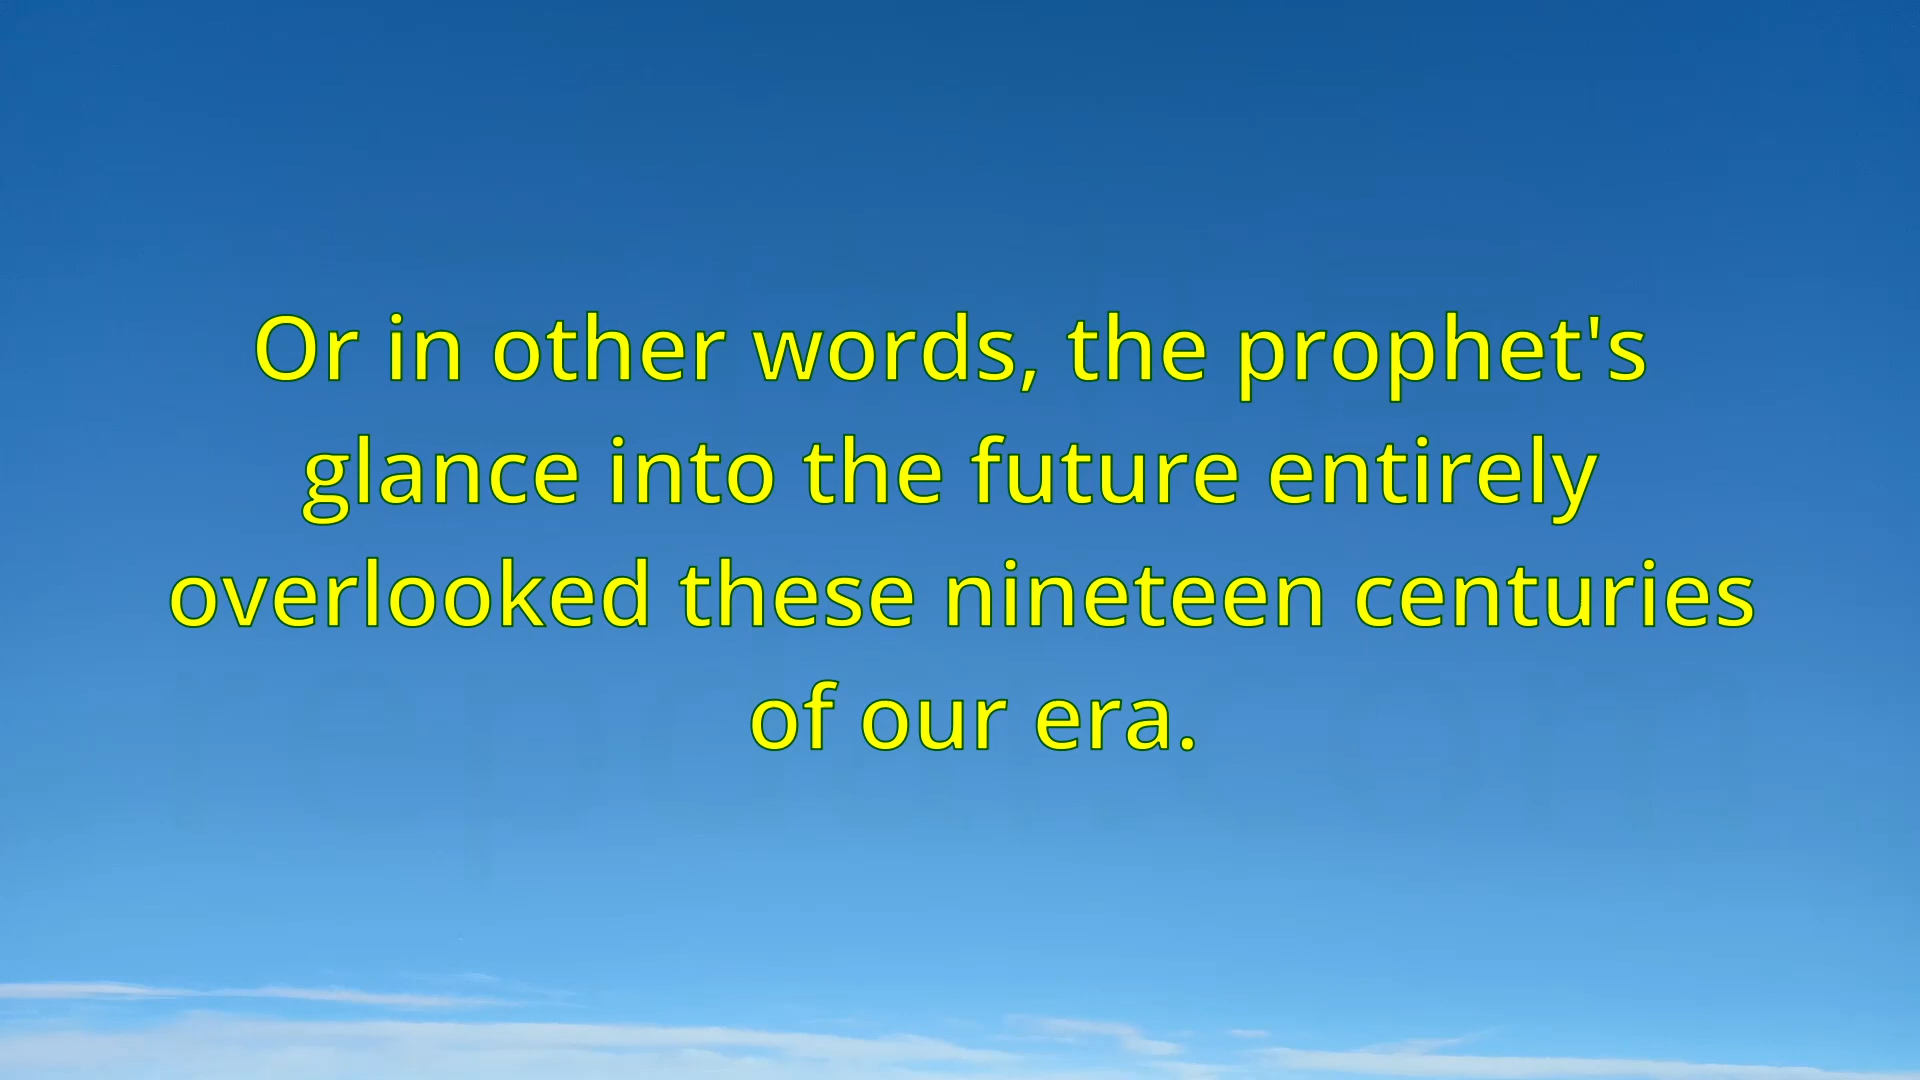 Or in other words, the prophet's
glance into the future entirely
overlooked these nineteen centuries
of our era.